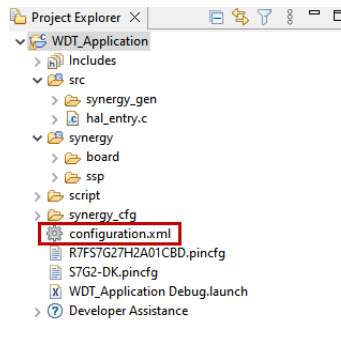 Project Explorer
WDT_Application
Includes
src
synergy_gen
hal_entry.c
synergy
board
ssp
script
synergy_cfg
configuration.xml
R7FS7G27H2A01CBD.pincfg
S7G2-DK.pincfg
WDT_Application Debug.launch
Developer Assistance